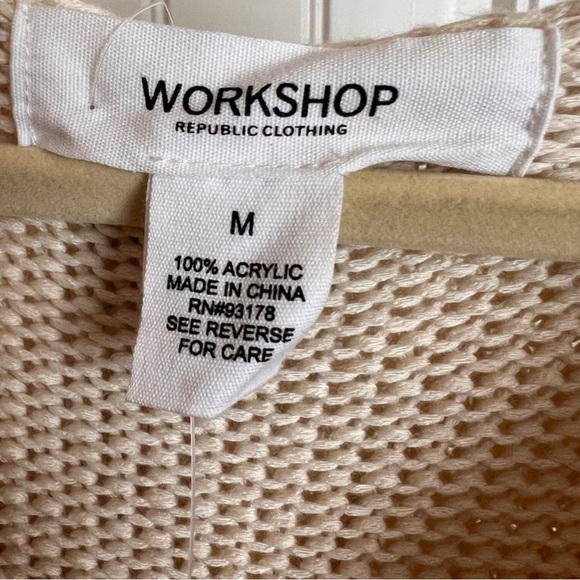 WORKSHOP
REPUBLIC CLOTHING
M
100% ACRYLIC
MADE IN CHINA
RN#93178
SEE REVERSE
FOR CARE